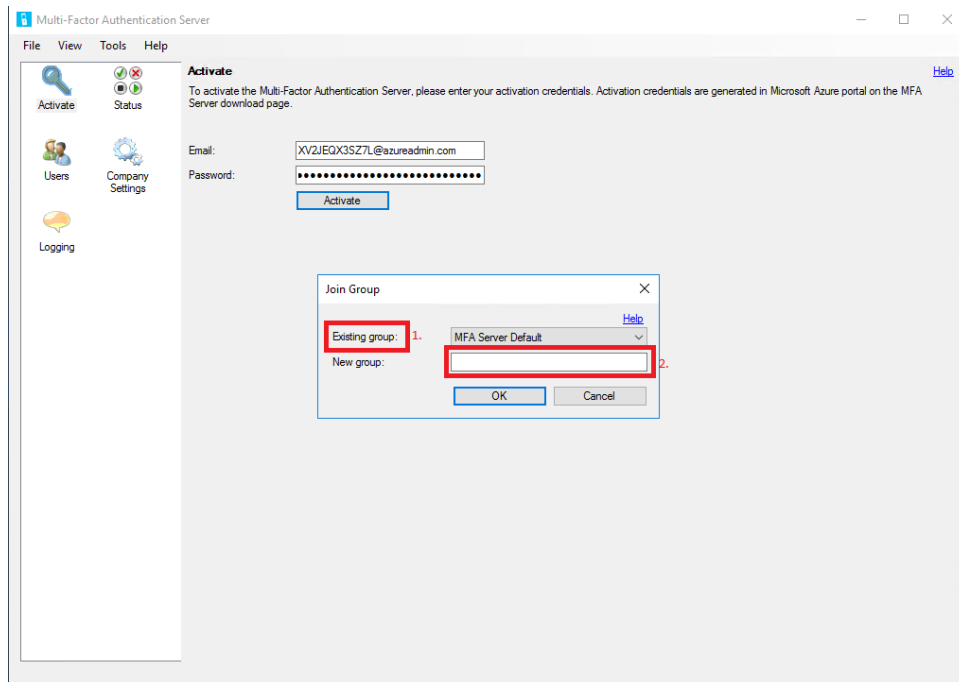 Multi-Factor Authentication Server
File View Tools Help
Activate
Status
Users
Company
Settings
Logging
Activate
Help
To activate the Multi-Factor Authentication Server, please enter your activation credentials. Activation credentials are generated in Microsoft Azure portal on the MFA
Server download page.
Email: XV2JEQX3SZ7L@azureadmin.com
Password:
Activate
Join Group
Help
Existing group: 1. MFA Server Default
New group: 2.
OK Cancel